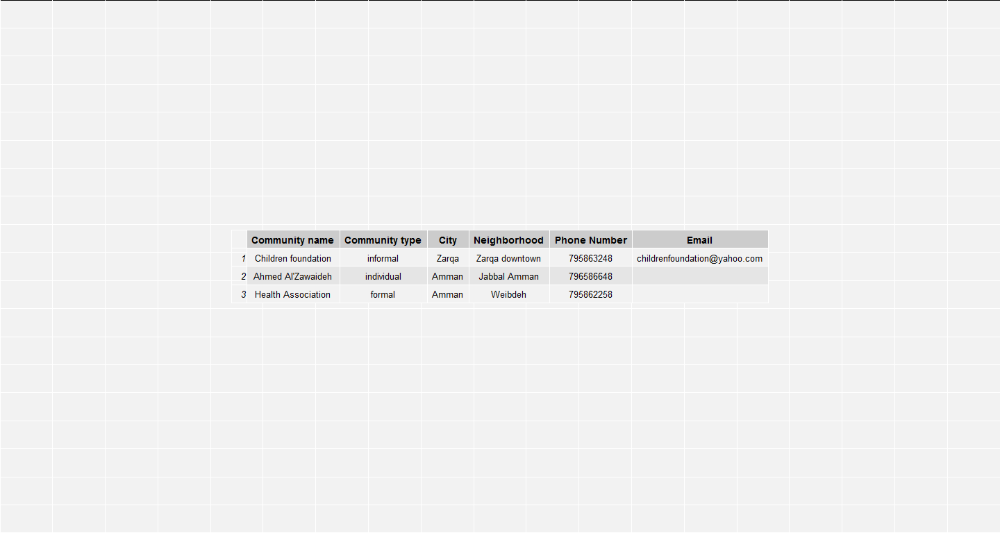 Community name Community type City Neighborhood Phone Number Email
1 Children foundation informal Zarqa Zarqa downtown 795863248 childrenfoundation@yahoo.com
2 Ahmed Al'Zawaideh individual Amman Jabbal Amman 796586648
3 Health Association formal Amman Weibdeh 795862258